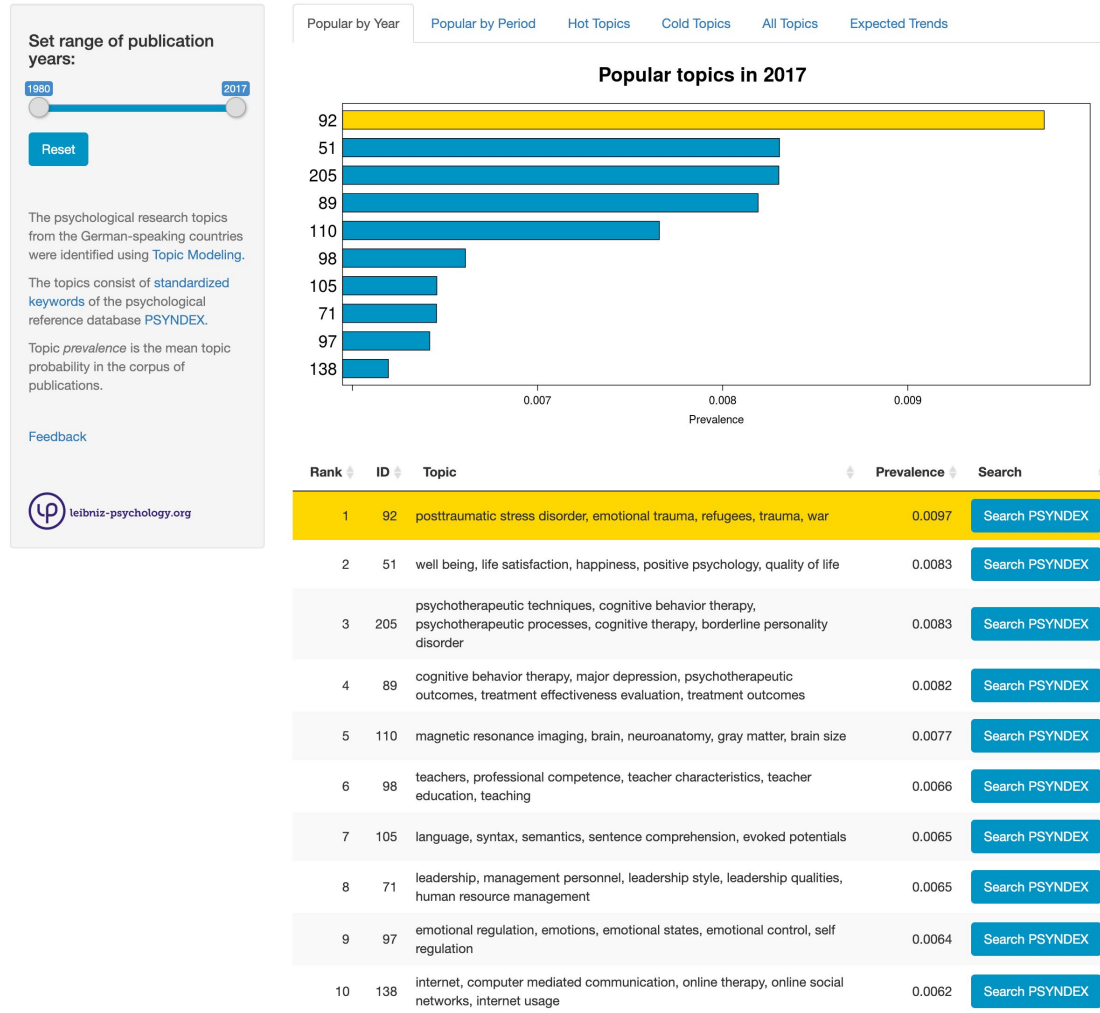 Set range of publication
years:
1980
2017
Reset
The psychological research topics
from the German-speaking countries
were identified using Topic Modeling.
The topics consist of standardized
keywords of the psychological
reference database PSYNDEX.
Topic prevalence is the mean topic
probability in the corpus of
publications.
Feedback
leibniz-psychology.org
Popular by Year Popular by Period Hot Topics Cold Topics All Topics Expected Trends
Popular topics in 2017
92
51
205
89
110
98
105
71
97
138
0.007 0.008 0.009
Prevalence
Rank ID Topic Prevalence Search
1 92 posttraumatic stress disorder, emotional trauma, refugees, trauma, war 0.0097 Search PSYNDEX
2 51 well being, life satisfaction, happiness, positive psychology, quality of life 0.0083 Search PSYNDEX
psychotherapeutic techniques, cognitive behavior therapy,
3 205 psychotherapeutic processes, cognitive therapy, borderline personality 0.0083 Search PSYNDEX
disorder
4 89 cognitive behavior therapy, major depression, psychotherapeutic
outcomes, treatment effectiveness evaluation, treatment outcomes 0.0082 Search PSYNDEX
5 110 magnetic resonance imaging, brain, neuroanatomy, gray matter, brain size 0.0077 Search PSYNDEX
6 98 teachers, professional competence, teacher characteristics, teacher
education, teaching 0.0066 Search PSYNDEX
7 105 language, syntax, semantics, sentence comprehension, evoked potentials 0.0065 Search PSYNDEX
8 71 leadership, management personnel, leadership style, leadership qualities,
human resource management 0.0065 Search PSYNDEX
9 97 emotional regulation, emotions, emotional states, emotional control, self
regulation 0.0064 Search PSYNDEX
10 138 internet, computer mediated communication, online therapy, online social
networks, internet usage 0.0062 Search PSYNDEX